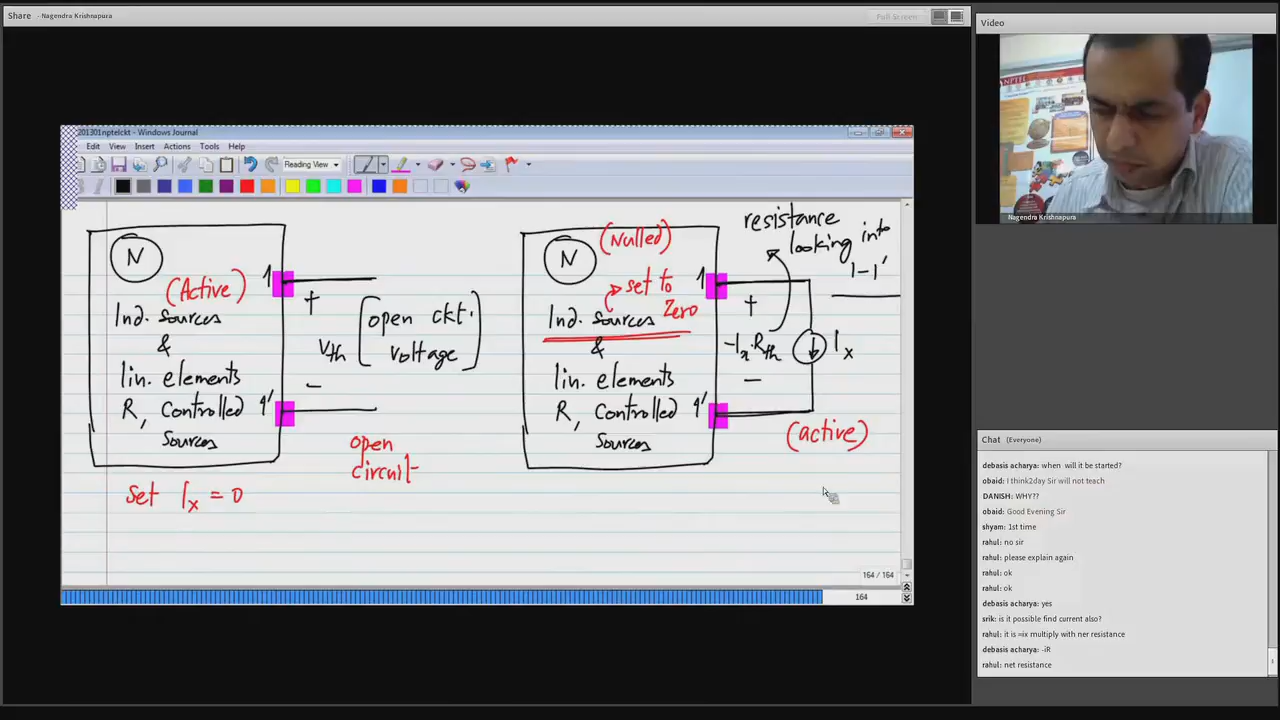 Share - Nagendra Krishnapura
Full Screen
Video
NPTEL
Nagendra Krishnapura
201301nptelckt - Windows Journal
Edit View Insert Actions Tools Help
Reading View
N
(Active)
Ind. Sources
&
lin. elements
R, Controlled
Sources
1
1'
+
Vth
-
open ckt.
voltage
open
circuit
Set Ix = 0
N
(Nulled)
set to
Zero
Ind. sources
&
lin. elements
R, Controlled
Sources
1
1'
+
-Ix.Rth
-
Ix
resistance
looking into
1-1'
(active)
164 / 164
164
Chat (Everyone)
debasis acharya: when will it be started?
obaid: I think2day Sir will not teach
DANISH: WHY??
obaid: Good Evening Sir
shyam: 1st time
rahul: no sir
rahul: please explain again
rahul: ok
rahul: ok
debasis acharya: yes
srik: is it possible find current also?
rahul: it is =ix multiply with ner resistance
debasis acharya: -iR
rahul: net resistance